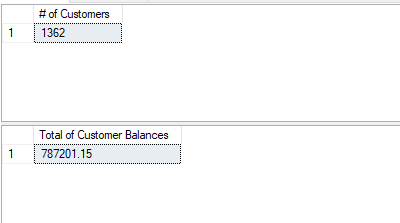 # of Customers
1 1362
Total of Customer Balances
1 787201.15